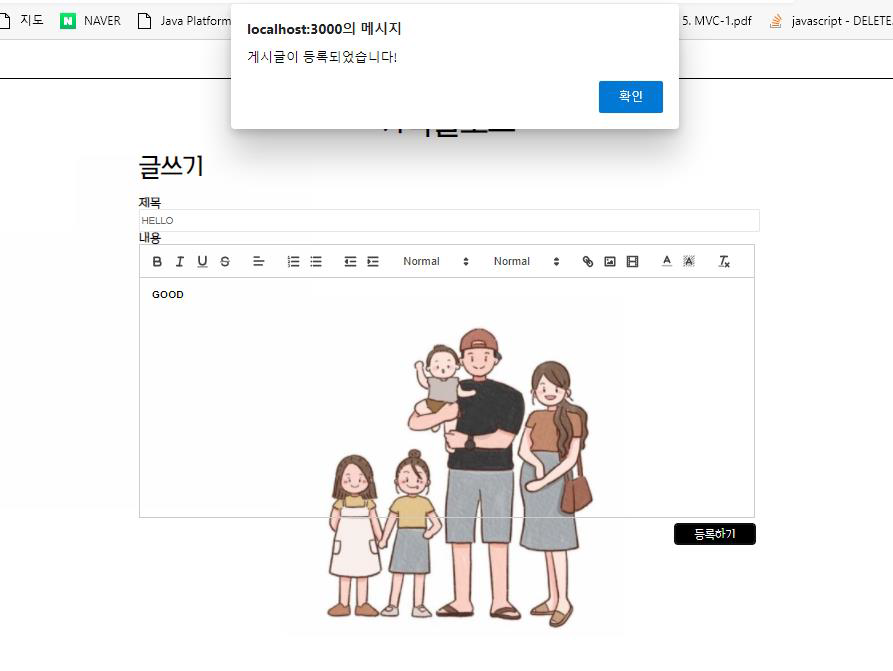 지도 NAVER Java Platform 5. MVC-1.pdf javascript - DELETE
localhost:3000의 메시지
게시글이 등록되었습니다!
확인
글쓰기
제목
HELLO
내용
B I U S Normal Normal A A Tx
GOOD
등록하기